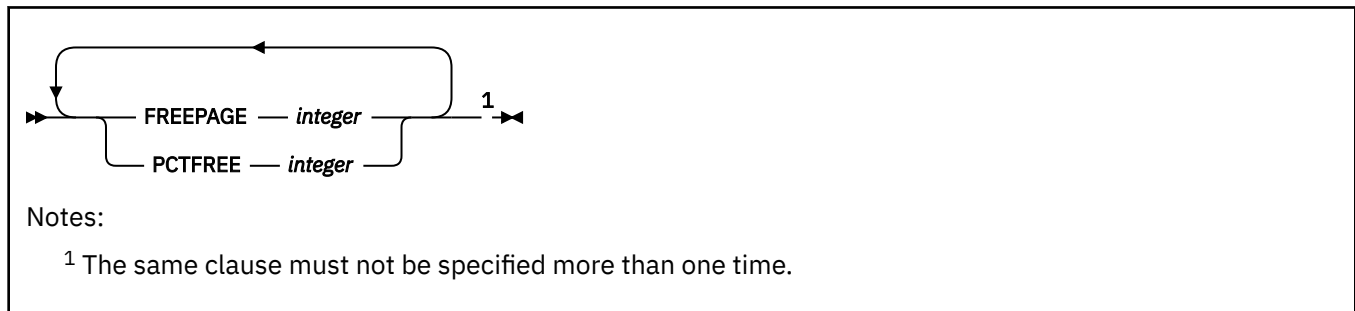 FREEPAGE integer
1
PCTFREE integer
Notes:
1 The same clause must not be specified more than one time.